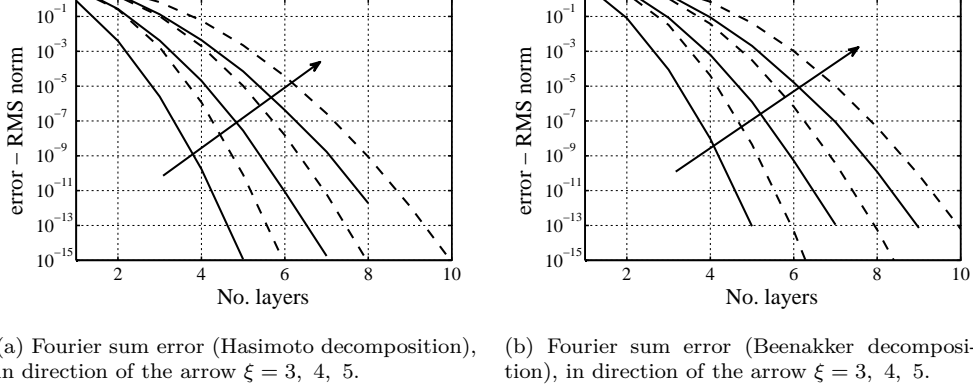 10⁻¹
10⁻³
10⁻⁵
10⁻⁷
10⁻⁹
10⁻¹¹
10⁻¹³
10⁻¹⁵
error – RMS norm
2 4 6 8 10
No. layers
10⁻¹
10⁻³
10⁻⁵
10⁻⁷
10⁻⁹
10⁻¹¹
10⁻¹³
10⁻¹⁵
error – RMS norm
2 4 6 8 10
No. layers
(a) Fourier sum error (Hasimoto decomposition),
in direction of the arrow ξ = 3, 4, 5.
(b) Fourier sum error (Beenakker decomposi-
tion), in direction of the arrow ξ = 3, 4, 5.